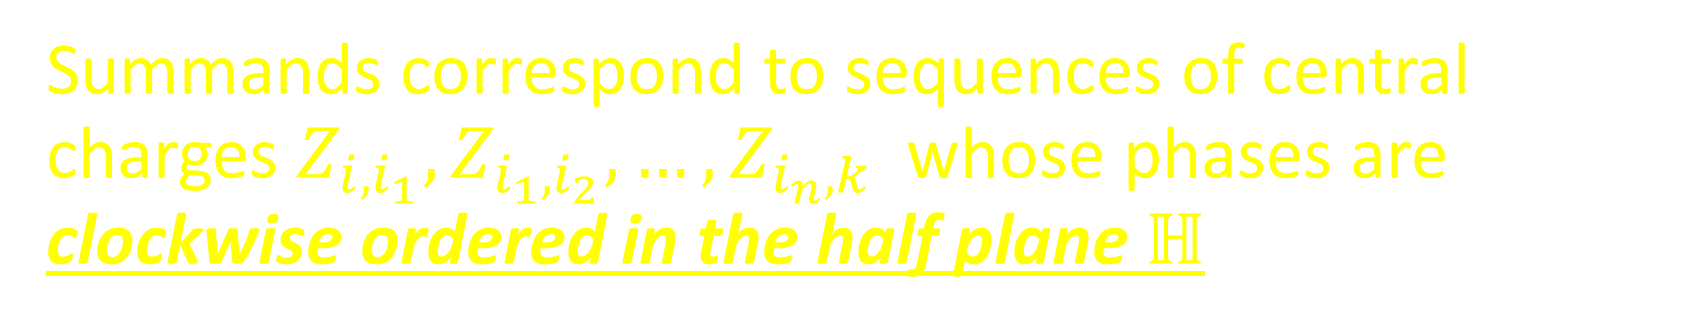 Summands correspond to sequences of central
charges $Z_{i,i_1}, Z_{i_1,i_2}, \ldots, Z_{i_n,k}$ whose phases are
clockwise ordered in the half plane ℍ